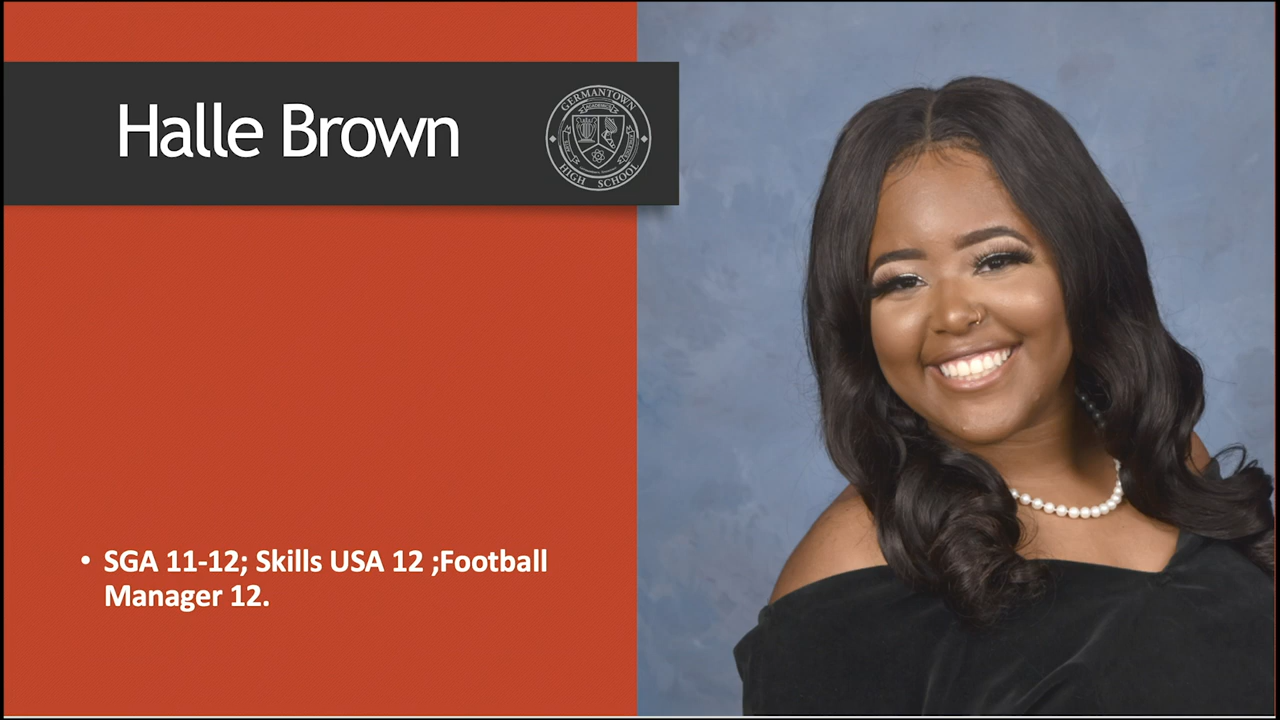 Halle Brown
GERMANTOWN
HIGH SCHOOL
• SGA 11-12; Skills USA 12 ;Football
Manager 12.